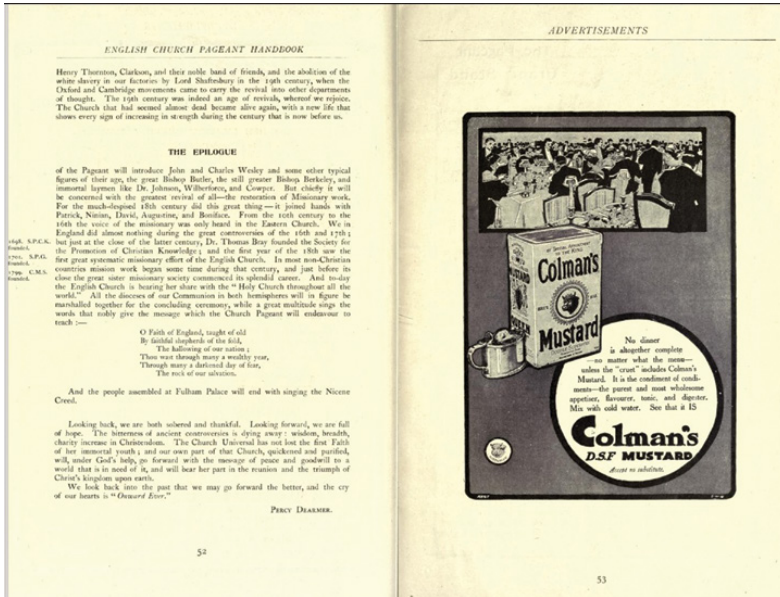 ENGLISH CHURCH PAGEANT HANDBOOK
Henry Thornton, Clarkson, and their noble band of friends, and the abolition of the
white slavery in our factories by Lord Shaftesbury in the 19th century, when the
Oxford and Cambridge movements came to carry the revival into other departments
of thought. The 19th century was indeed an age of revivals, whereof we rejoice.
The Church that had seemed almost dead became alive again, with a new life that
shows every sign of increasing in strength during the century that is now before us.
THE EPILOGUE
of the Pageant will introduce John and Charles Wesley and some other typical
figures of their age, the great Bishop Butler, the still greater Bishop Berkeley, and
immortal laymen like Dr. Johnson, Wilberforce, and Cowper. But chiefly it will
be concerned with the greatest revival of all—the restoration of Missionary work.
For the much-despised 18th century did this great thing—it joined hands with
Patrick, Ninian, David, Augustine, and Boniface. From the 10th century to the
16th the voice of the missionary was only heard in the Eastern Church. We in
England did almost nothing during the great controversies of the 16th and 17th;
1698. S.P.C.K. founded.
but just at the close of the latter century, Dr. Thomas Bray founded the Society for
the Promotion of Christian Knowledge; and the first year of the 18th saw the
1701. S.P.G. founded.
first great systematic missionary effort of the English Church. In most non-Christian
countries mission work began some time during that century, and just before its
1799. C.M.S. founded.
close the great sister missionary society commenced its splendid career. And to-day
the English Church is bearing her share with the "Holy Church throughout all the
world." All the dioceses of our Communion in both hemispheres will in figure be
marshalled together for the concluding ceremony, while a great multitude sings the
words that nobly give the message which the Church Pageant will endeavour to
teach :—
O Faith of England, taught of old
By faithful shepherds of the fold,
The hallowing of our nation;
Thou wast through many a wealthy year,
Through many a darkened day of fear,
The rock of our salvation.
And the people assembled at Fulham Palace will end with singing the Nicene
Creed.
Looking back, we are both sobered and thankful. Looking forward, we are full
of hope. The bitterness of ancient controversies is dying away: wisdom, breadth,
charity increase in Christendom. The Church Universal has not lost the first Faith
of her immortal youth; and our own part of that Church, quickened and purified,
will, under God's help, go forward with the message of peace and goodwill to a
world that is in need of it, and will bear her part in the reunion and the triumph of
Christ's kingdom upon earth.
We look back into the past that we may go forward the better, and the cry
of our hearts is "Onward Ever."
PERCY DEARMER.
52
ADVERTISEMENTS
Colman's
Mustard
MUSTARD
No dinner
is altogether complete
—no matter what the menu—
unless the "cruet" includes Colman's
Mustard. It is the condiment of condi-
ments—the purest and most wholesome
appetiser, flavourer, tonic, and digester.
Mix with cold water. See that it IS
Colman's
D.S.F MUSTARD
Accept no substitute.
53